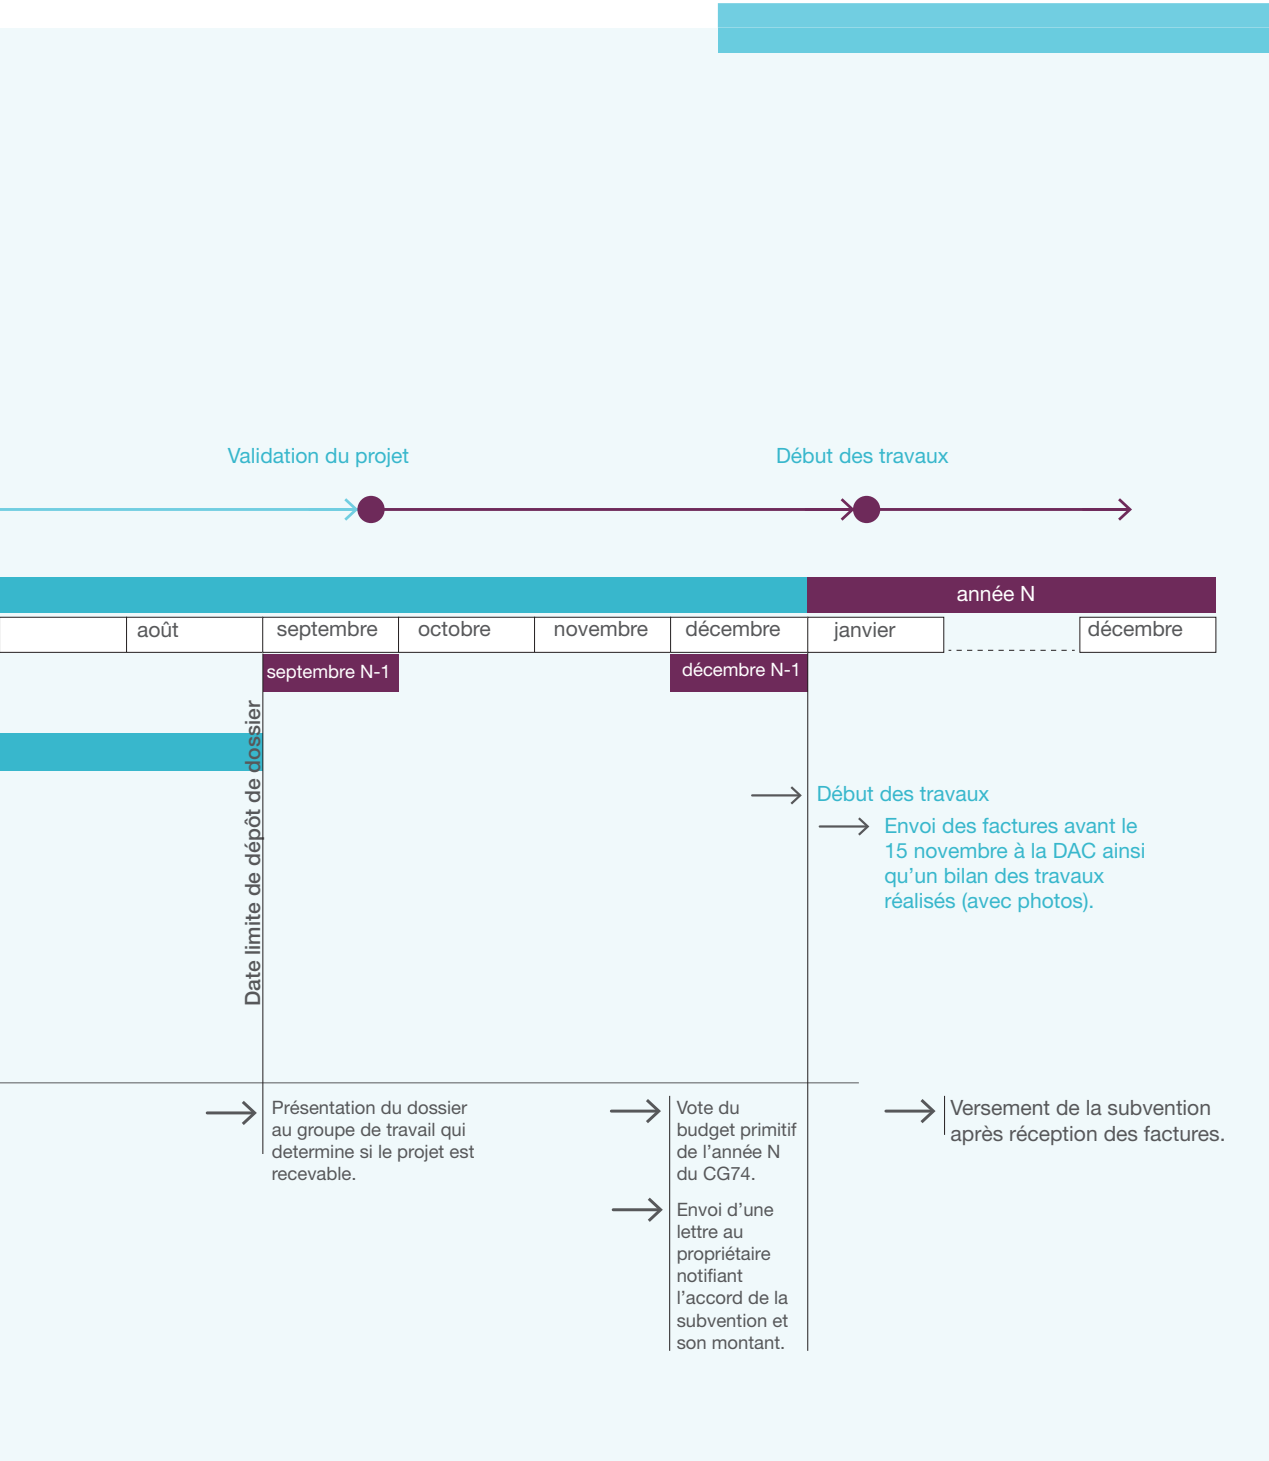 Validation du projet
Début des travaux
année N
août
septembre
octobre
novembre
décembre
janvier
décembre
septembre N-1
décembre N-1
Date limite de dépôt de dossier
Début des travaux
Envoi des factures avant le
15 novembre à la DAC ainsi
qu’un bilan des travaux
réalisés (avec photos).
Présentation du dossier
au groupe de travail qui
determine si le projet est
recevable.
Vote du
budget primitif
de l’année N
du CG74.
Envoi d’une
lettre au
propriétaire
notifiant
l’accord de la
subvention et
son montant.
Versement de la subvention
après réception des factures.